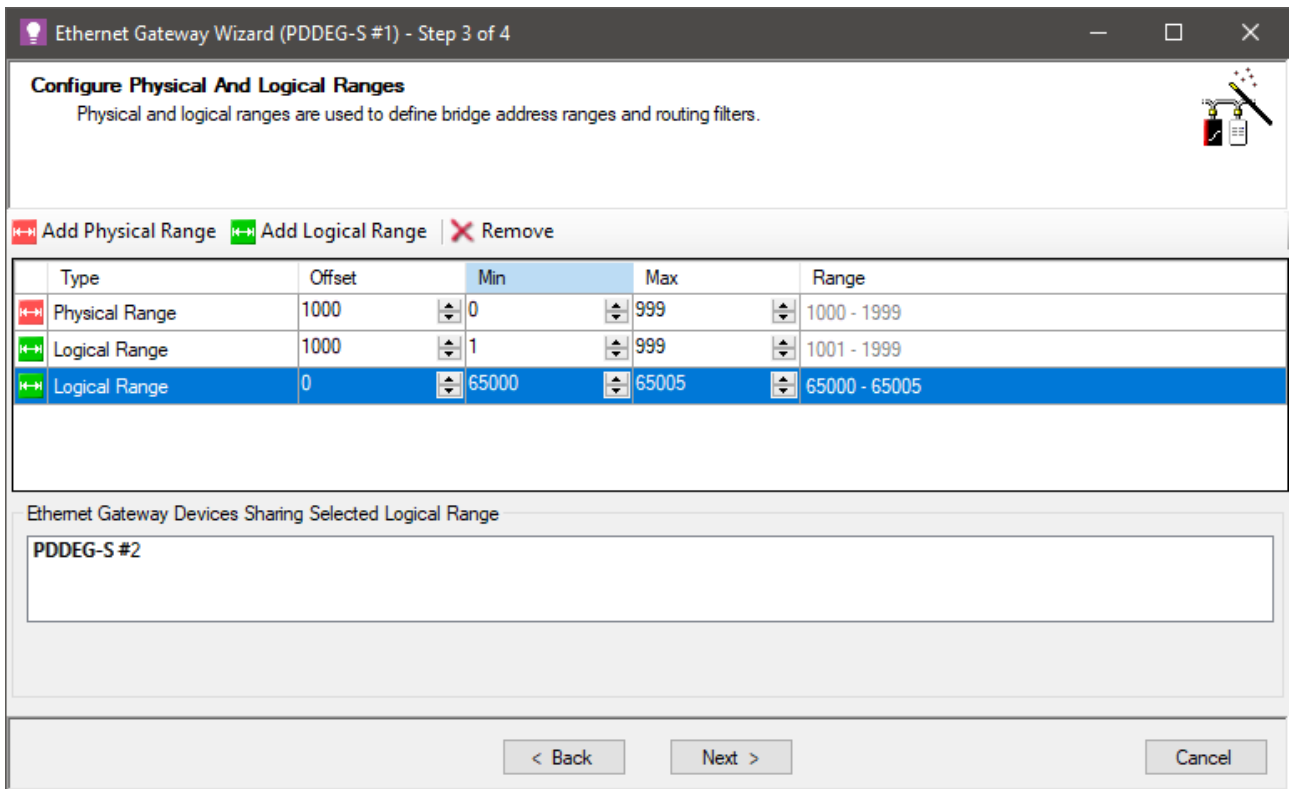 Ethernet Gateway Wizard (PDDEG-S #1) - Step 3 of 4
Configure Physical And Logical Ranges
Physical and logical ranges are used to define bridge address ranges and routing filters.
Add Physical Range Add Logical Range Remove
Type Offset Min Max Range
Physical Range 1000 0 999 1000 - 1999
Logical Range 1000 1 999 1001 - 1999
Logical Range 0 65000 65005 65000 - 65005
Ethernet Gateway Devices Sharing Selected Logical Range
PDDEG-S #2
< Back Next > Cancel